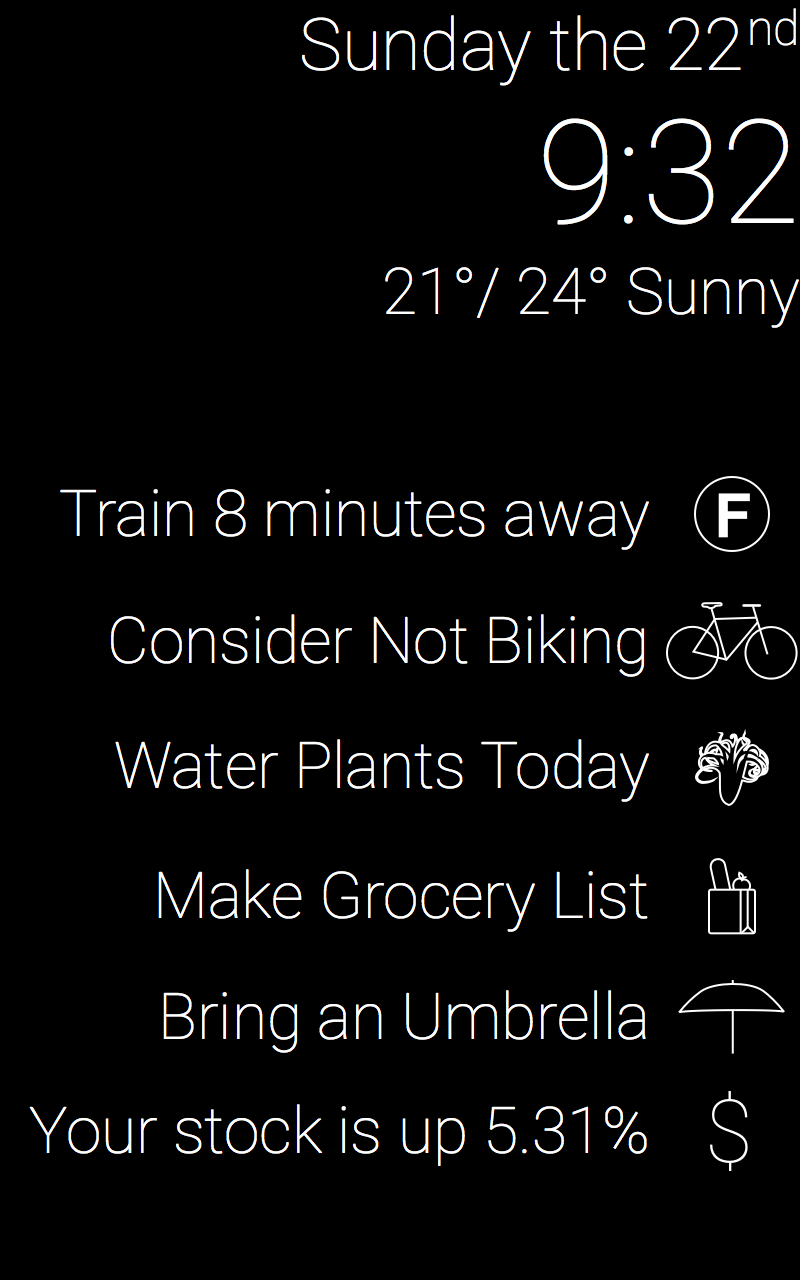 Sunday the 22nd
9:32
21°/ 24° Sunny
Train 8 minutes away F
Consider Not Biking
Water Plants Today
Make Grocery List
Bring an Umbrella
Your stock is up 5.31% $